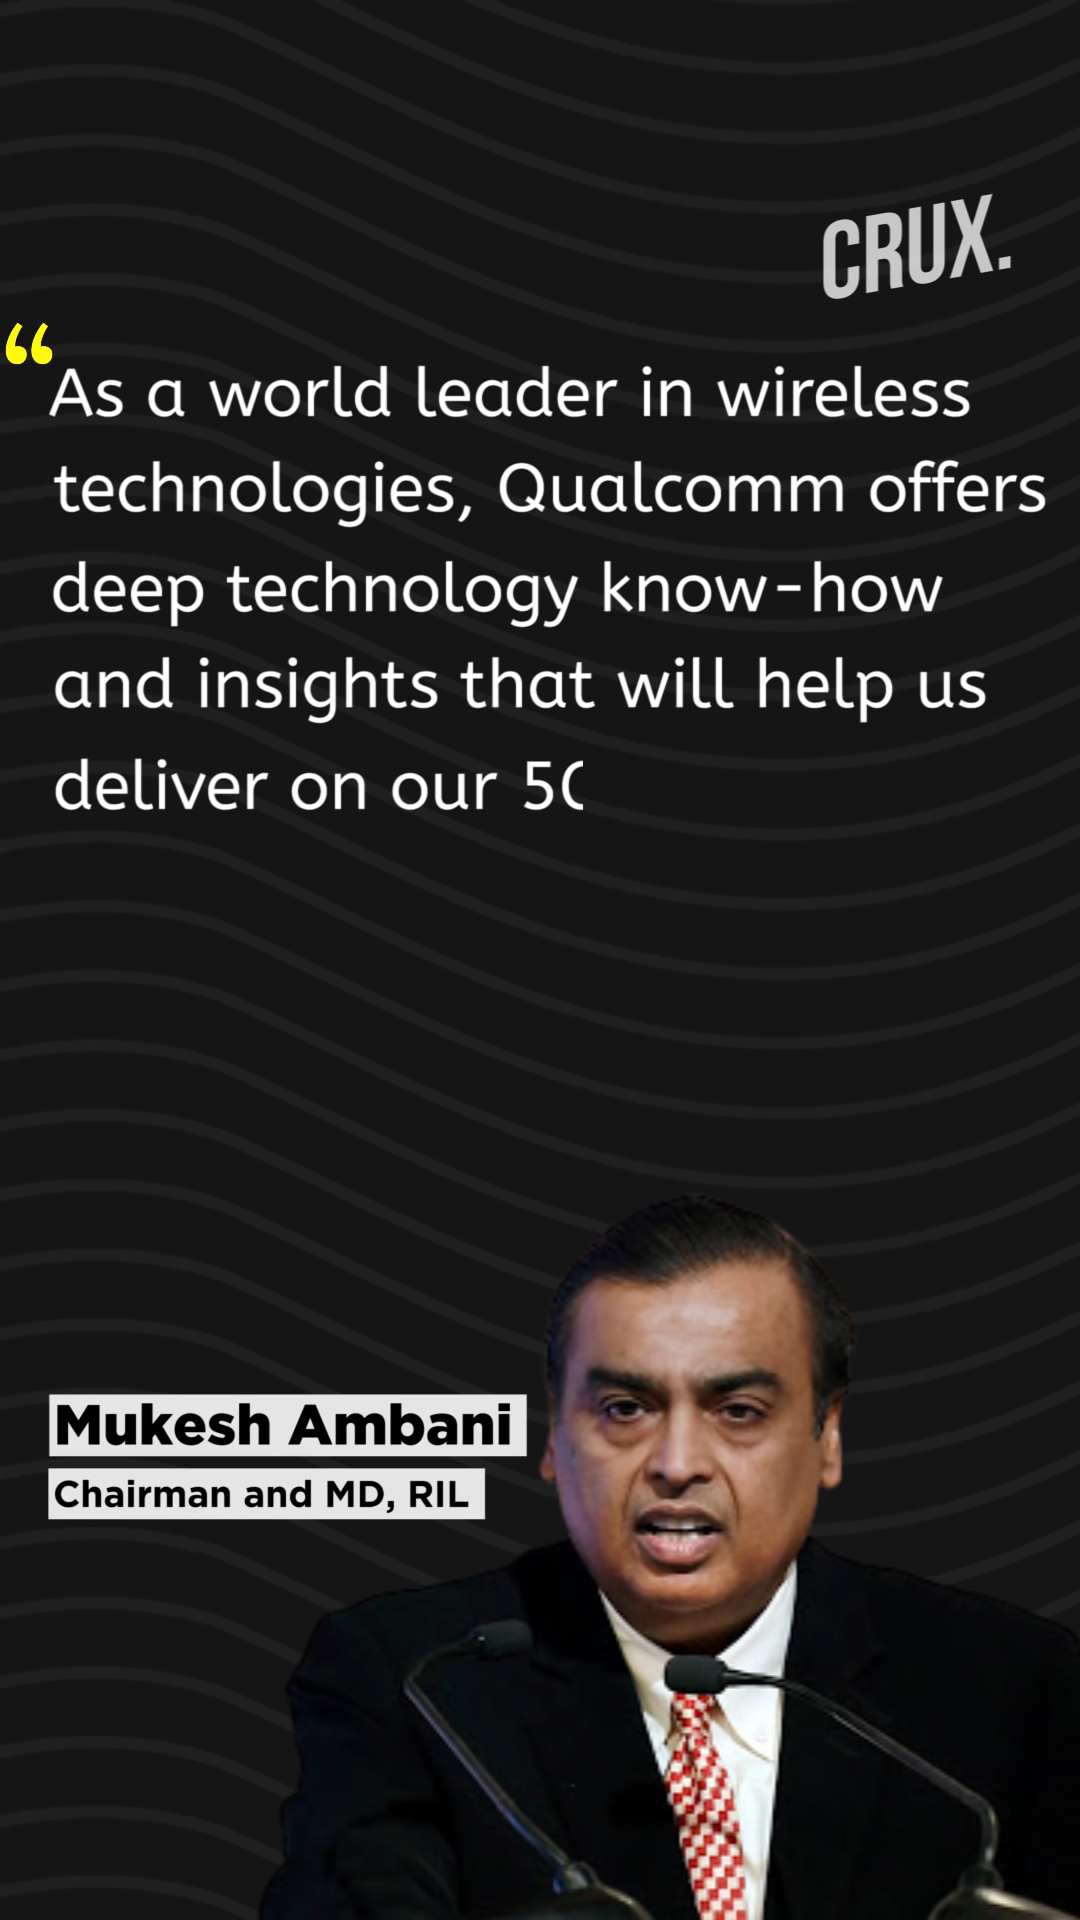 CRUX.
“As a world leader in wireless
technologies, Qualcomm offers
deep technology know-how
and insights that will help us
deliver on our
Mukesh Ambani
Chairman and MD, RIL